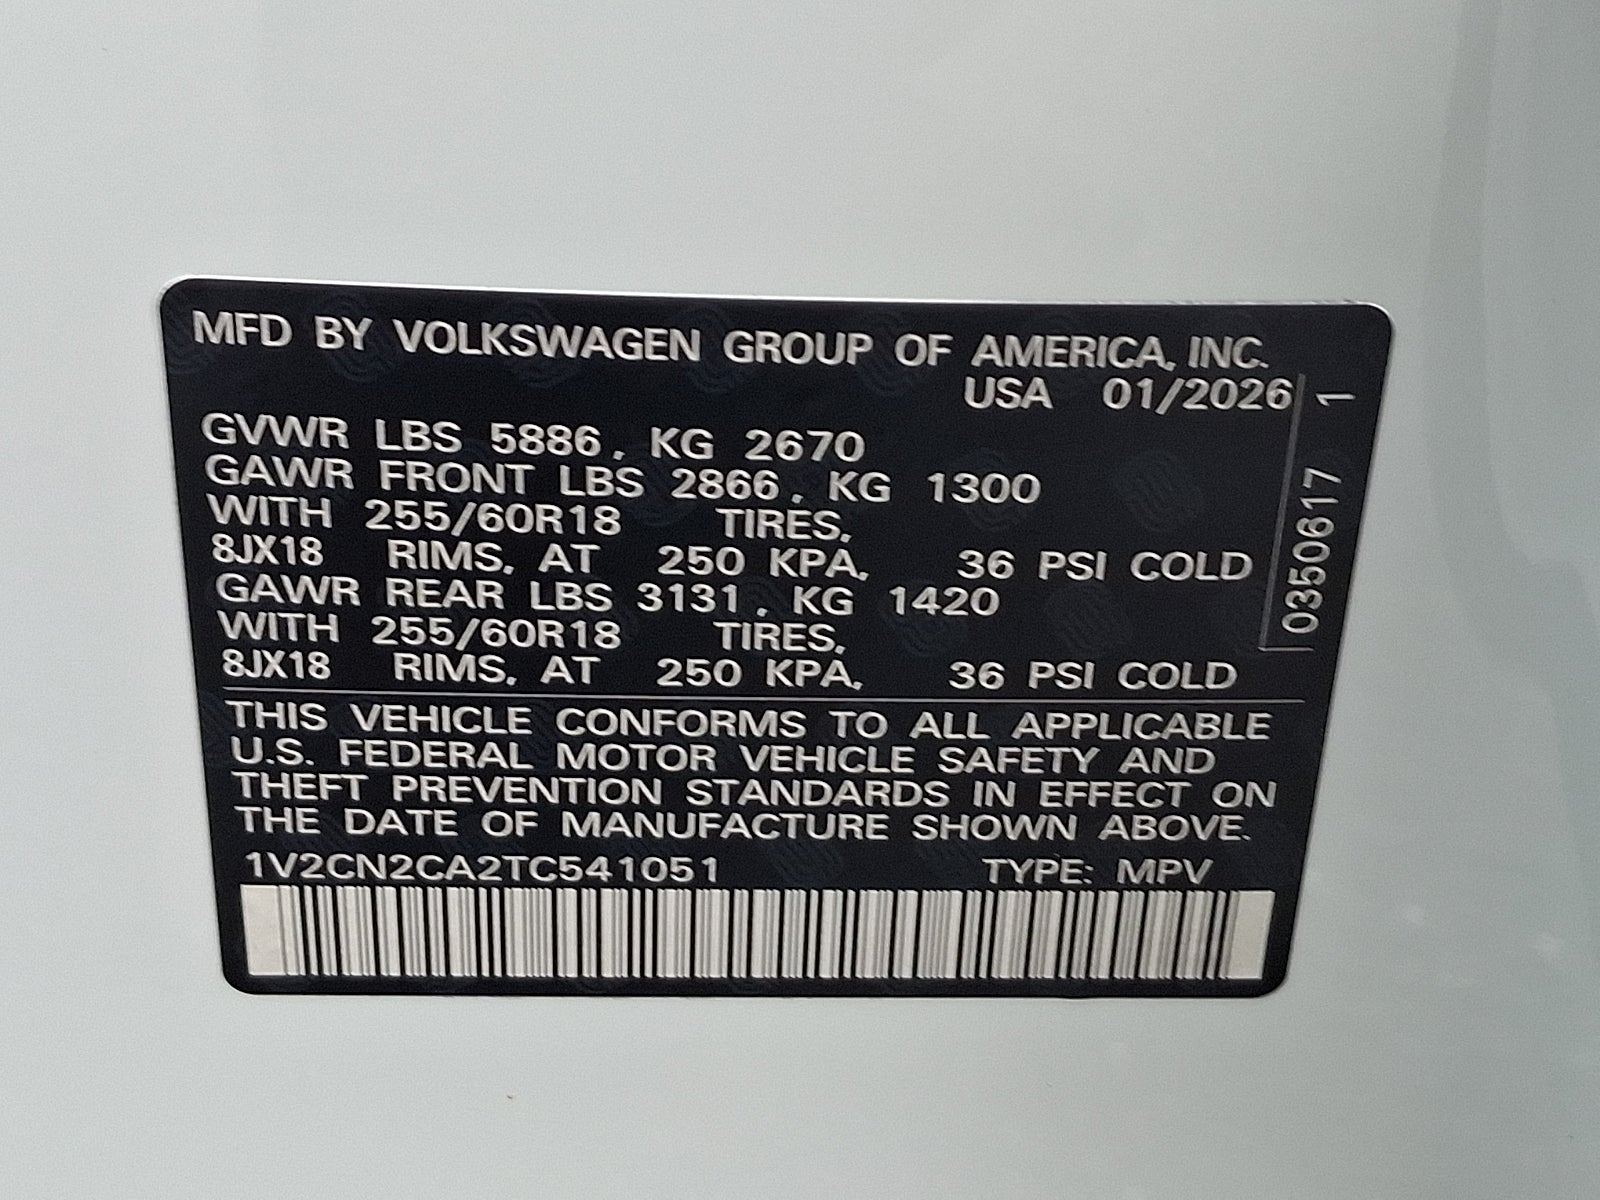 MFD BY VOLKSWAGEN GROUP OF AMERICA, INC.
USA 01/2026
GVWR LBS 5886, KG 2670
GAWR FRONT LBS 2866, KG 1300
WITH 255/60R18 TIRES,
8JX18 RIMS, AT 250 KPA, 36 PSI COLD
GAWR REAR LBS 3131, KG 1420
WITH 255/60R18 TIRES,
8JX18 RIMS, AT 250 KPA, 36 PSI COLD
THIS VEHICLE CONFORMS TO ALL APPLICABLE
U.S. FEDERAL MOTOR VEHICLE SAFETY AND
THEFT PREVENTION STANDARDS IN EFFECT ON
THE DATE OF MANUFACTURE SHOWN ABOVE.
1V2CN2CA2TC541051 TYPE: MPV
0350617 1